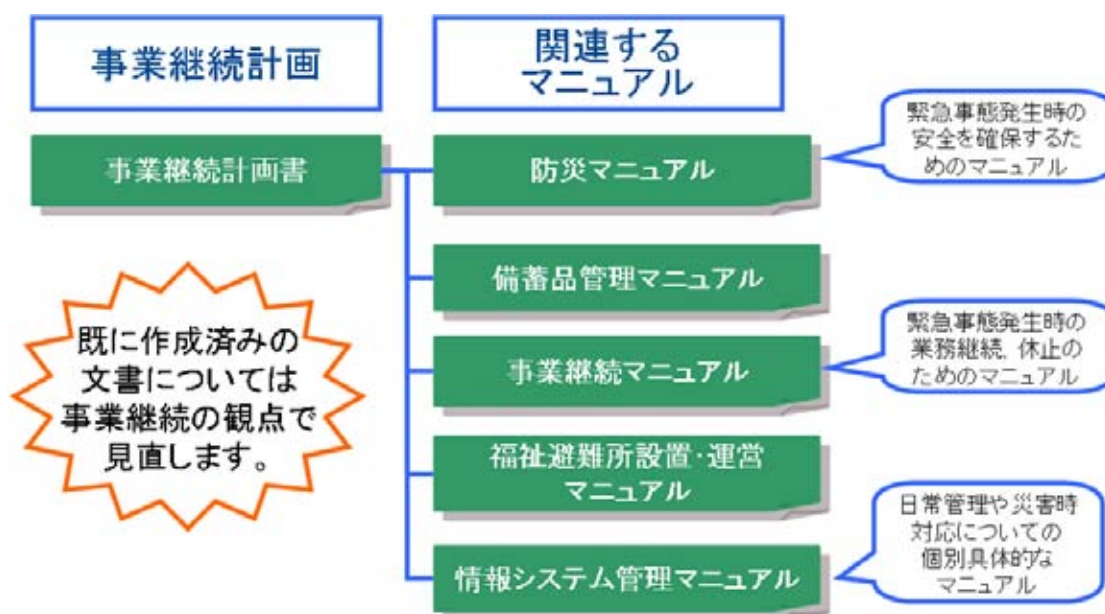 事業継続計画
関連する
マニュアル
事業継続計画書
防災マニュアル
緊急事態発生時の
安全を確保するた
めのマニュアル
備蓄品管理マニュアル
既に作成済みの
文書については
事業継続の観点で
見直します。
事業継続マニュアル
緊急事態発生時の
業務継続、休止の
ためのマニュアル
福祉避難所設置・運営
マニュアル
情報システム管理マニュアル
日常管理や災害時
対応についての
個別具体的な
マニュアル